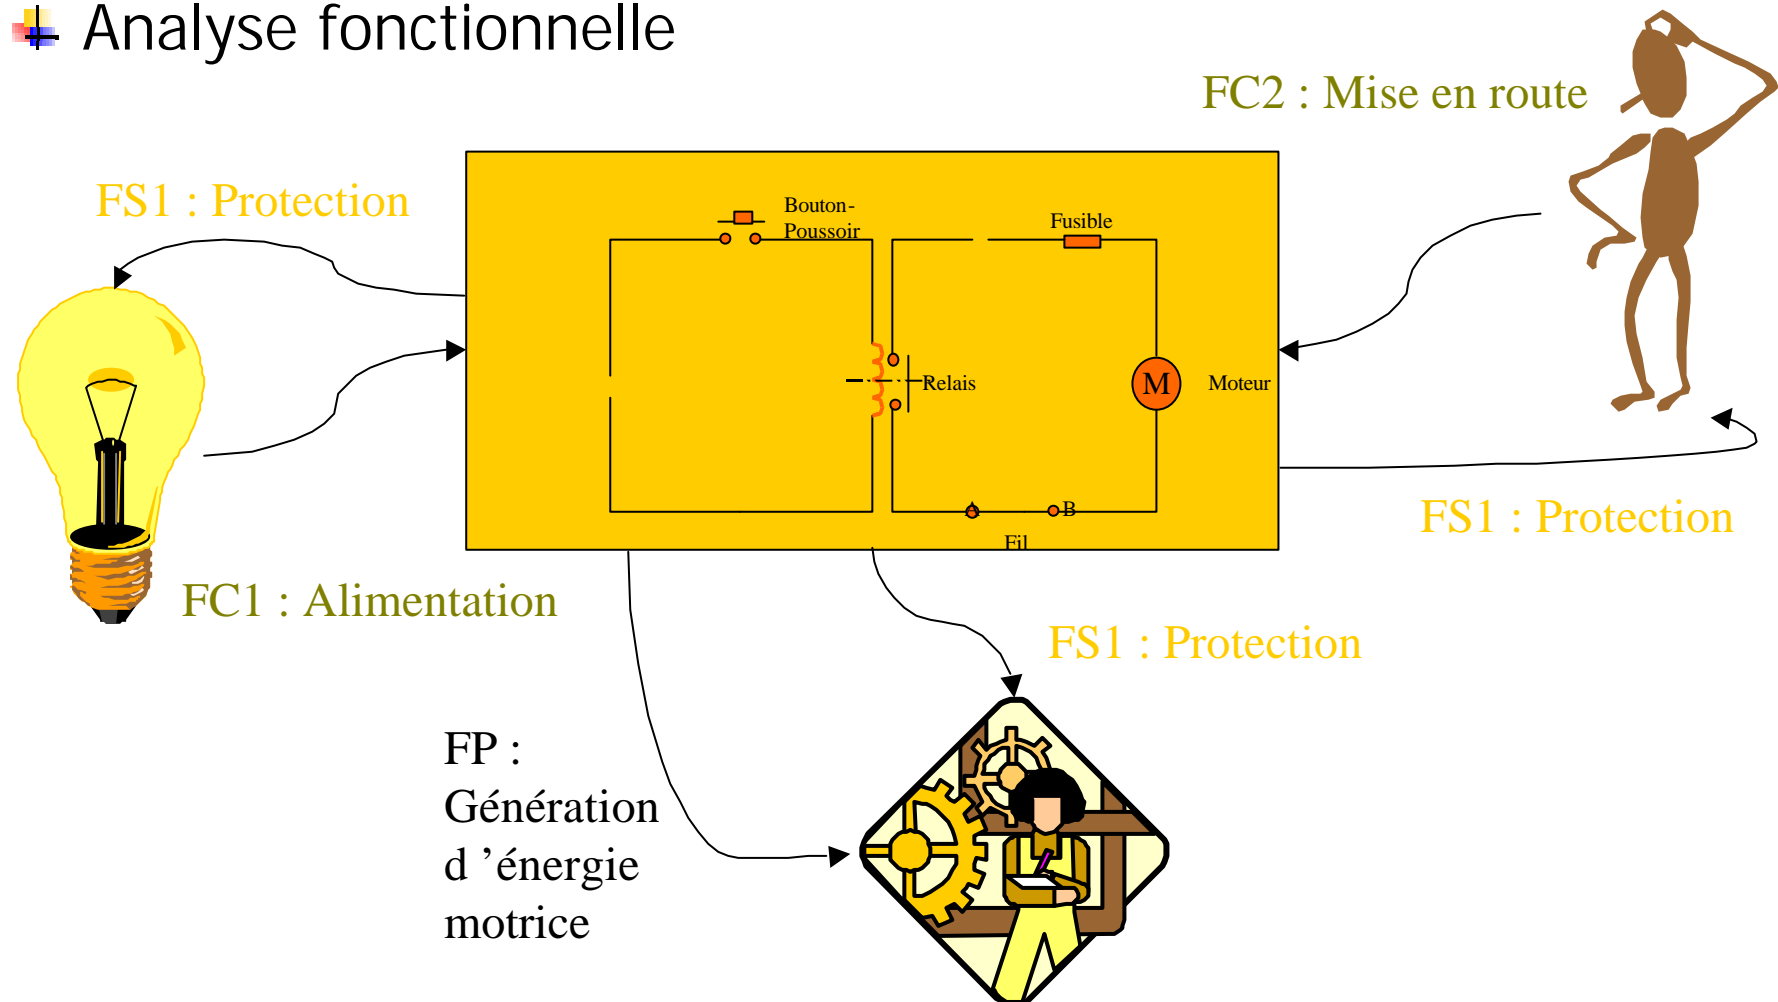 Analyse fonctionnelle
FC2 : Mise en route
FS1 : Protection
Bouton-
Poussoir
Fusible
Relais
M
Moteur
A
B
Fil
FS1 : Protection
FC1 : Alimentation
FS1 : Protection
FP :
Génération
d ’énergie
motrice